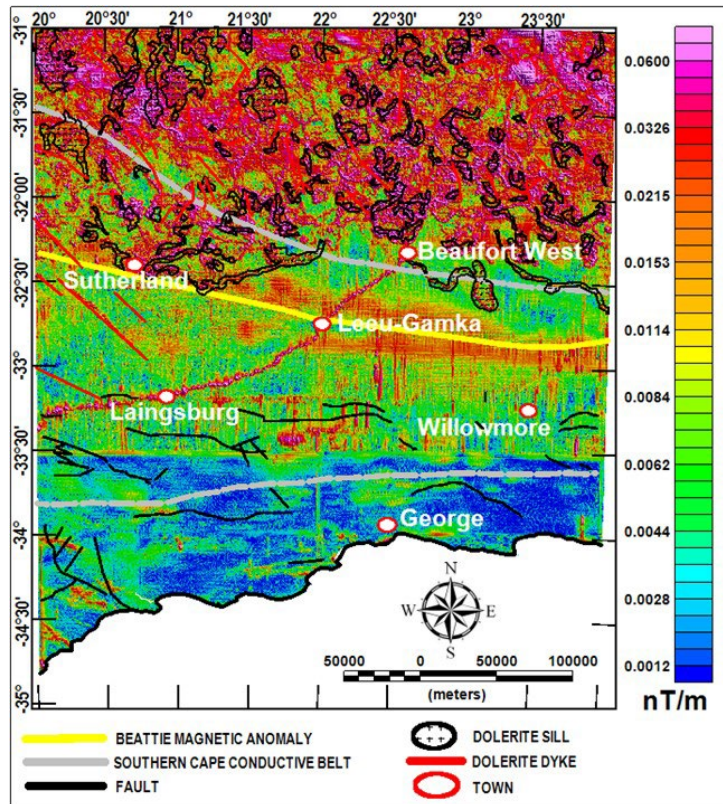 20° 20°30' 21° 21°30' 22° 22°30' 23°30'
-31°
-31°30'
-32°00'
-32°30'
-33°
-33°30'
-34°
-34°30'
-35°
Beaufort West
Sutherland
Leeu-Gamka
Laingsburg
Willowmore
George
N
W E
S
50000 0 50000 100000
(meters)
0.0600
0.0326
0.0215
0.0154
0.0114
0.0084
0.0062
0.0044
0.0028
0.0012
nT/m
BEATTIE MAGNETIC ANOMALY
SOUTHERN CAPE CONDUCTIVE BELT
FAULT
DOLERITE SILL
DOLERITE DYKE
TOWN